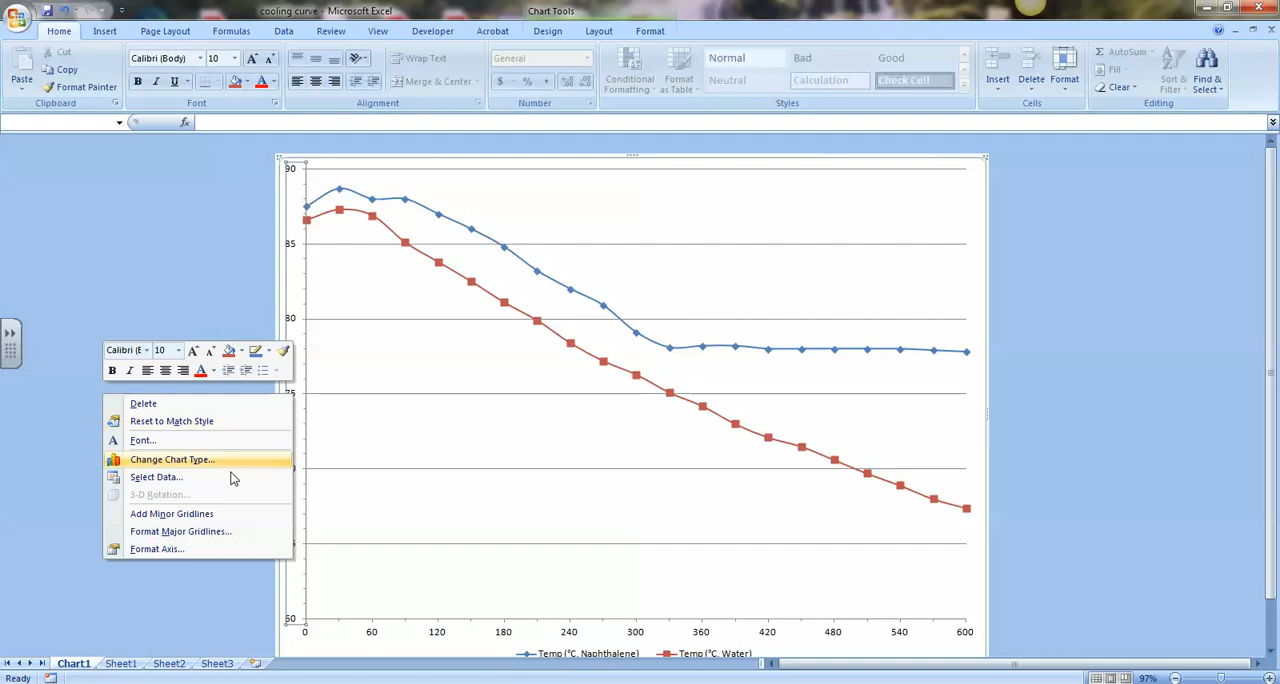 cooling curve - Microsoft Excel
Chart Tools
Home Insert Page Layout Formulas Data Review View Developer Acrobat Design Layout Format
Paste
Cut
Copy
Format Painter
Clipboard
Calibri (Body) 10 A A
B I U A
Font
Wrap Text
Merge & Center
Alignment
General
$ % ,
Number
Conditional Formatting
Format as Table
Normal Bad Good
Neutral Calculation Check Cell
Styles
Insert Delete Format
Cells
Σ AutoSum
Fill
Clear
Sort & Filter
Find & Select
Editing
fx
90
85
80
0 60 120 180 240 300 360 420 480 540 600
Temp (°C, Naphthalene) Temp (°C, Water)
Calibri (E 10 A A
B I A
Delete
Reset to Match Style
A Font...
Change Chart Type...
Select Data...
3-D Rotation...
Add Minor Gridlines
Format Major Gridlines...
Format Axis...
Chart1 Sheet1 Sheet2 Sheet3
Ready 97%